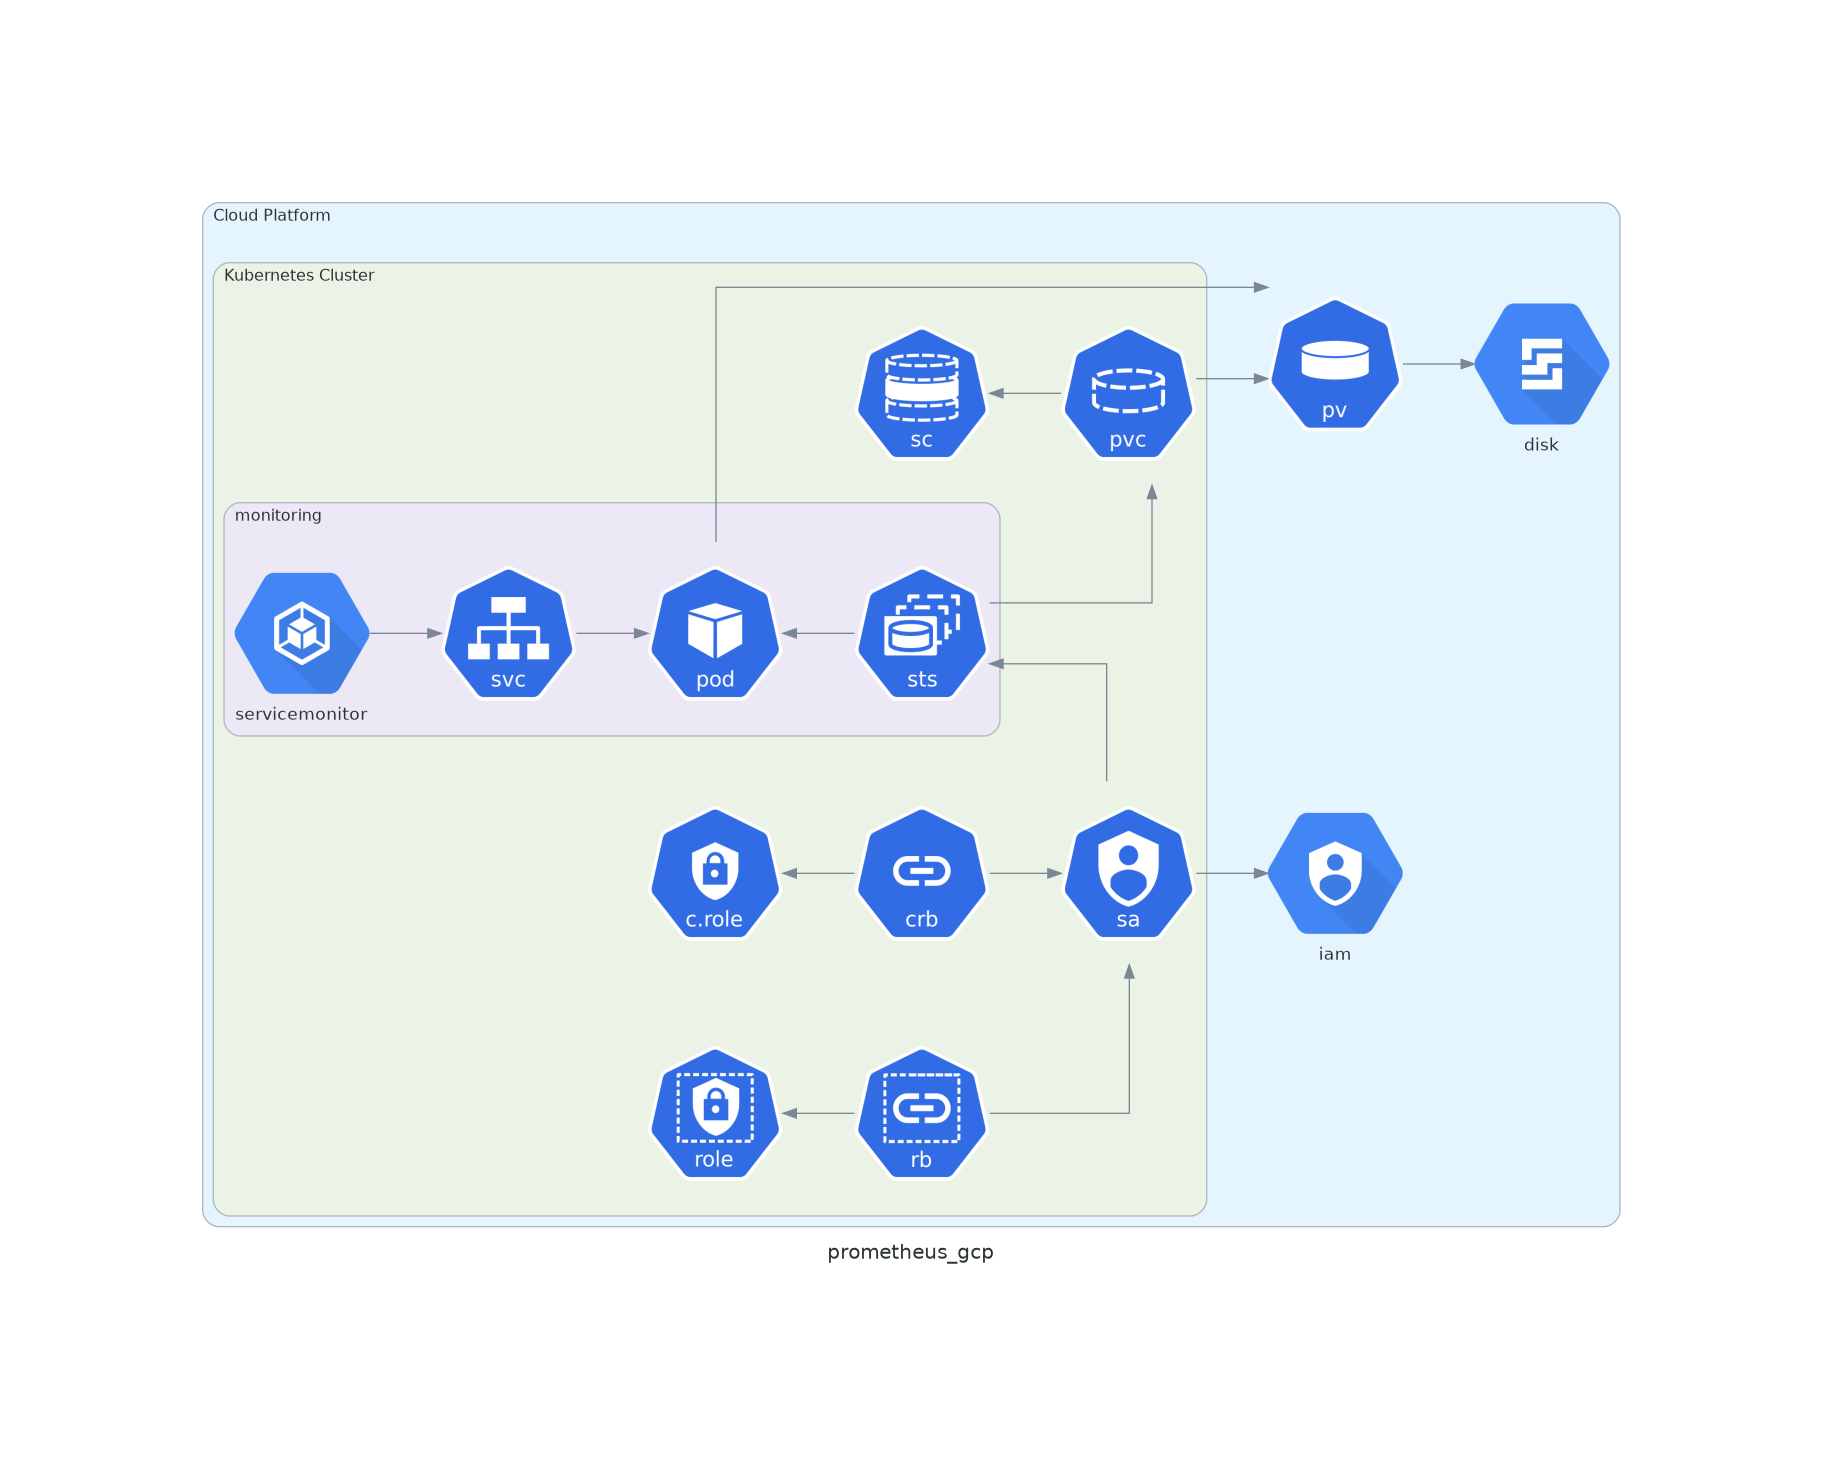 Cloud Platform
Kubernetes Cluster
sc
pvc
pv
disk
monitoring
servicemonitor
svc
pod
sts
c.role
crb
sa
iam
role
rb
prometheus_gcp